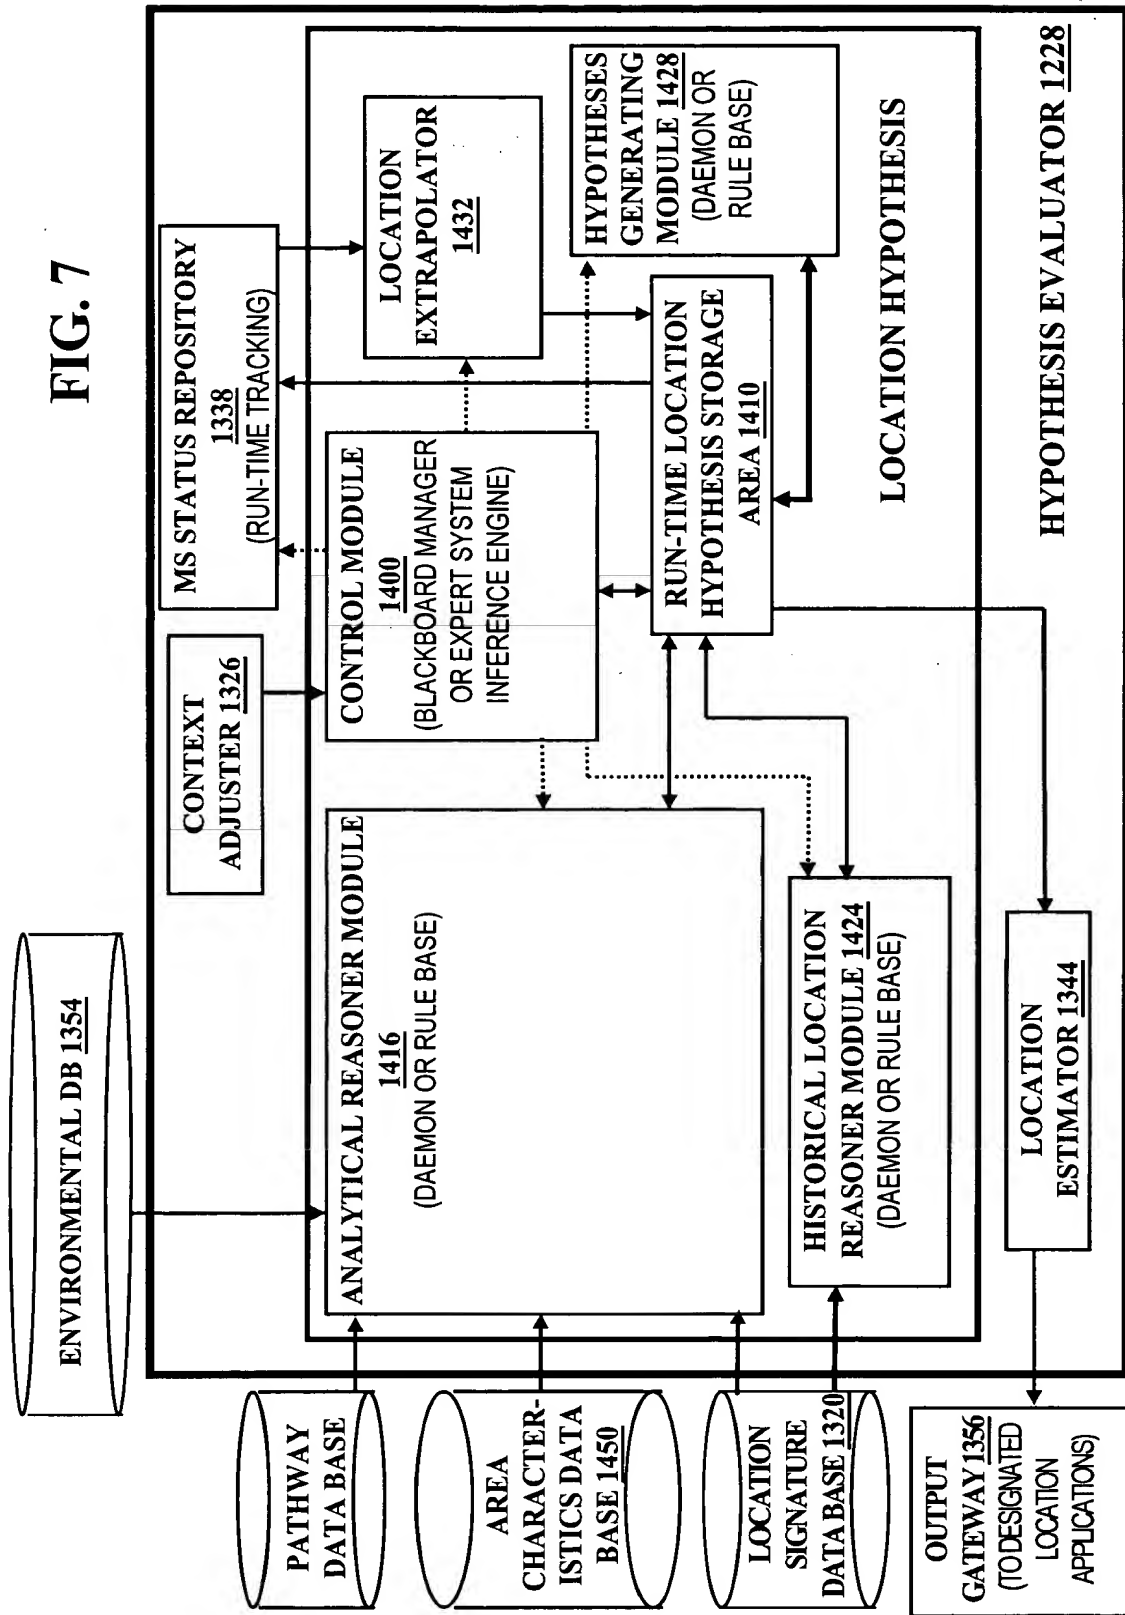 FIG. 7
ENVIRONMENTAL DB 1354
CONTEXT
ADJUSTER 1326
MS STATUS REPOSITORY
1338
(RUN-TIME TRACKING)
PATHWAY
DATA BASE
AREA
CHARACTER-
ISTICS DATA
BASE 1450
LOCATION
SIGNATURE
DATA BASE 1320
OUTPUT
GATEWAY 1356
(TO DESIGNATED
LOCATION
APPLICATIONS)
ANALYTICAL REASONER MODULE
1416
(DAEMON OR RULE BASE)
CONTROL MODULE
1400
(BLACKBOARD MANAGER
OR EXPERT SYSTEM
INFERENCE ENGINE)
LOCATION
EXTRAPOLATOR
1432
HYPOTHESES
GENERATING
MODULE 1428
(DAEMON OR
RULE BASE)
RUN-TIME LOCATION
HYPOTHESIS STORAGE
AREA 1410
HISTORICAL LOCATION
REASONER MODULE 1424
(DAEMON OR RULE BASE)
LOCATION HYPOTHESIS
LOCATION
ESTIMATOR 1344
HYPOTHESIS EVALUATOR 1228